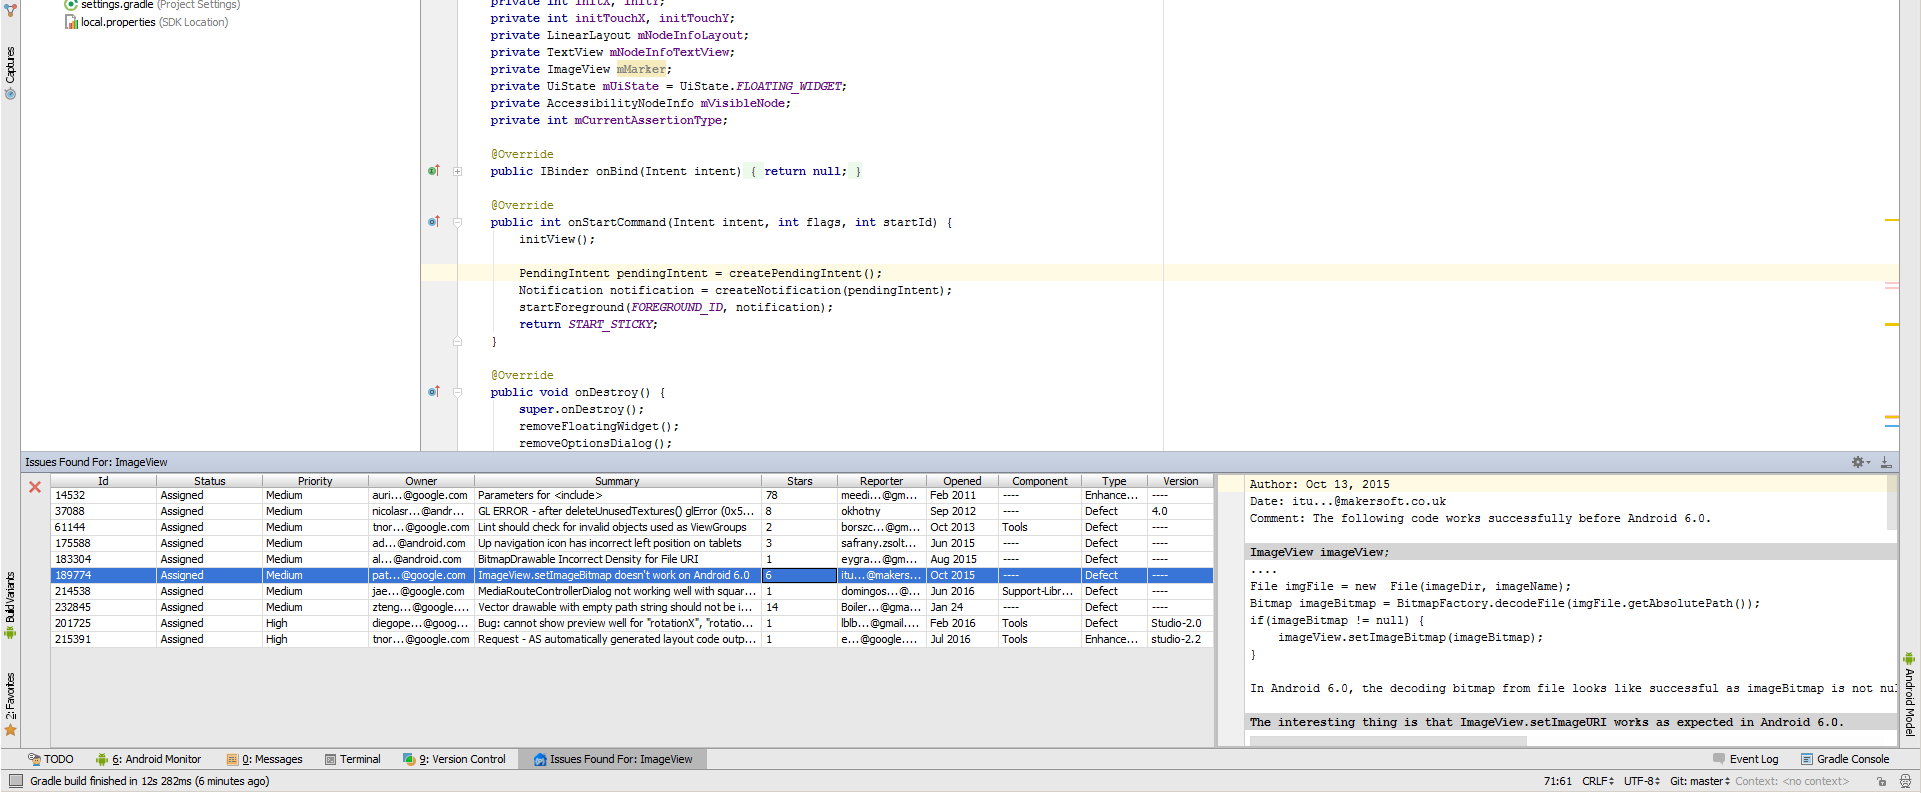 settings.gradle (Project Settings)
local.properties (SDK Location)
Captures
Build Variants
2: Favorites
private int initX, initY;
private int initTouchX, initTouchY;
private LinearLayout mNodeInfoLayout;
private TextView mNodeInfoTextView;
private ImageView mMarker;
private UiState mUiState = UiState.FLOATING_WIDGET;
private AccessibilityNodeInfo mVisibleNode;
private int mCurrentAssertionType;
@Override
public IBinder onBind(Intent intent) { return null; }
@Override
public int onStartCommand(Intent intent, int flags, int startId) {
initView();
PendingIntent pendingIntent = createPendingIntent();
Notification notification = createNotification(pendingIntent);
startForeground(FOREGROUND_ID, notification);
return START_STICKY;
}
@Override
public void onDestroy() {
super.onDestroy();
removeFloatingWidget();
removeOptionsDialog();
Issues Found For: ImageView
Id Status Priority Owner Summary Stars Reporter Opened Component Type Version
14532 Assigned Medium auri...@google.com Parameters for <include> 78 meedi...@gm... Feb 2011 ---- Enhance... ----
37088 Assigned Medium nicolasr...@andr... GL ERROR - after deleteUnusedTextures() glError (0x5... 8 okhotny Sep 2012 ---- Defect 4.0
61144 Assigned Medium tnor...@google.com Lint should check for invalid objects used as ViewGroups 2 borszc...@gm... Oct 2013 Tools Defect ----
175588 Assigned Medium ad...@android.com Up navigation icon has incorrect left position on tablets 3 safrany.zsolt... Jun 2015 ---- Defect ----
183304 Assigned Medium al...@android.com BitmapDrawable Incorrect Density for File URI 1 eygra...@gm... Aug 2015 ---- Defect ----
189774 Assigned Medium pat...@google.com ImageView.setImageBitmap doesn't work on Android 6.0 6 itu...@makers... Oct 2015 ---- Defect ----
214538 Assigned Medium jae...@google.com MediaRouteControllerDialog not working well with squar... 1 domingos...@... Jun 2016 Support-Libr... Defect ----
232845 Assigned Medium zteng...@google.... Vector drawable with empty path string should not be i... 14 Boiler...@gma... Jan 24 ---- Defect ----
201725 Assigned High diegope...@goog... Bug: cannot show preview well for "rotationX", "rotatio... 1 lblb...@gmail.... Feb 2016 Tools Defect Studio-2.0
215391 Assigned High tnor...@google.com Request - AS automatically generated layout code outp... 1 e...@google.... Jul 2016 Tools Enhance... studio-2.2
Author: Oct 13, 2015
Date: itu...@makersoft.co.uk
Comment: The following code works successfully before Android 6.0.
ImageView imageView;
....
File imgFile = new  File(imageDir, imageName);
Bitmap imageBitmap = BitmapFactory.decodeFile(imgFile.getAbsolutePath());
if(imageBitmap != null) {
imageView.setImageBitmap(imageBitmap);
}
In Android 6.0, the decoding bitmap from file looks like successful as imageBitmap is not nul
The interesting thing is that ImageView.setImageURI works as expected in Android 6.0.
Android Model
TODO 6: Android Monitor 0: Messages Terminal 9: Version Control Issues Found For: ImageView Event Log Gradle Console
Gradle build finished in 12s 282ms (6 minutes ago) 71:61 CRLF UTF-8 Git: master Context: <no context>